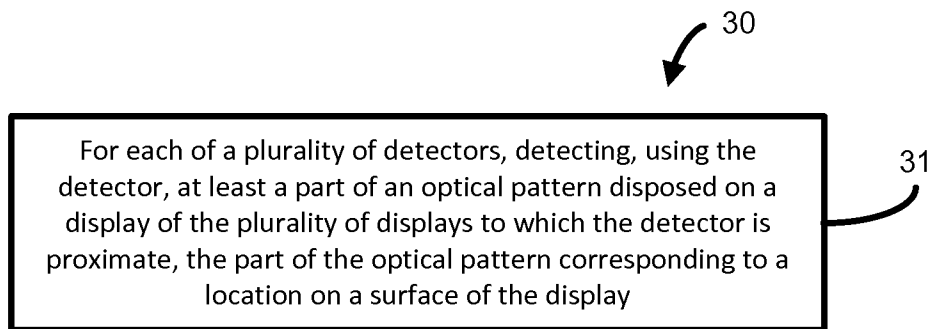 30
For each of a plurality of detectors, detecting, using the
detector, at least a part of an optical pattern disposed on a
display of the plurality of displays to which the detector is
proximate, the part of the optical pattern corresponding to a
location on a surface of the display
31